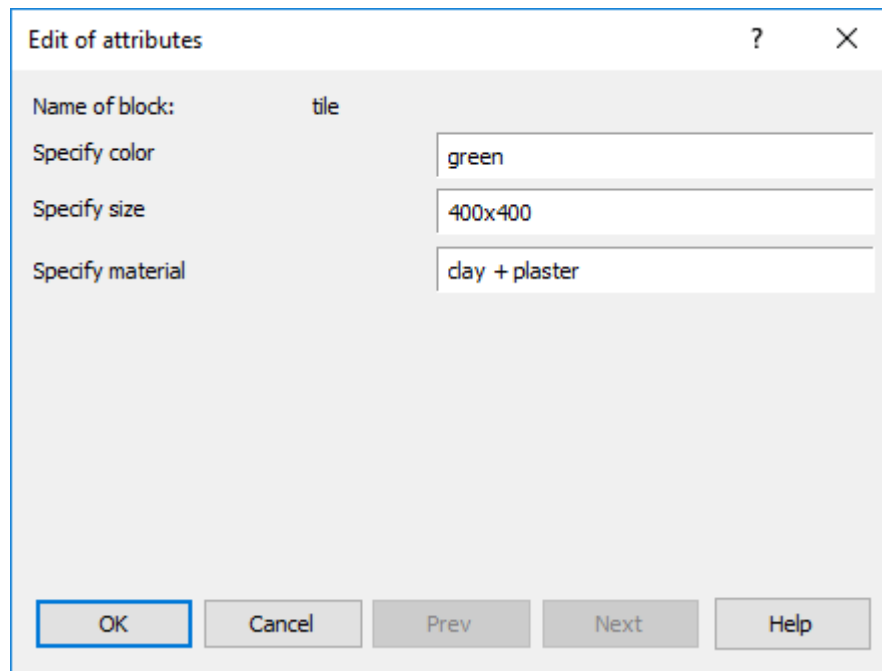 Edit of attributes ?
Name of block: tile
Specify color green
Specify size 400x400
Specify material clay + plaster
OK Cancel Prev Next Help